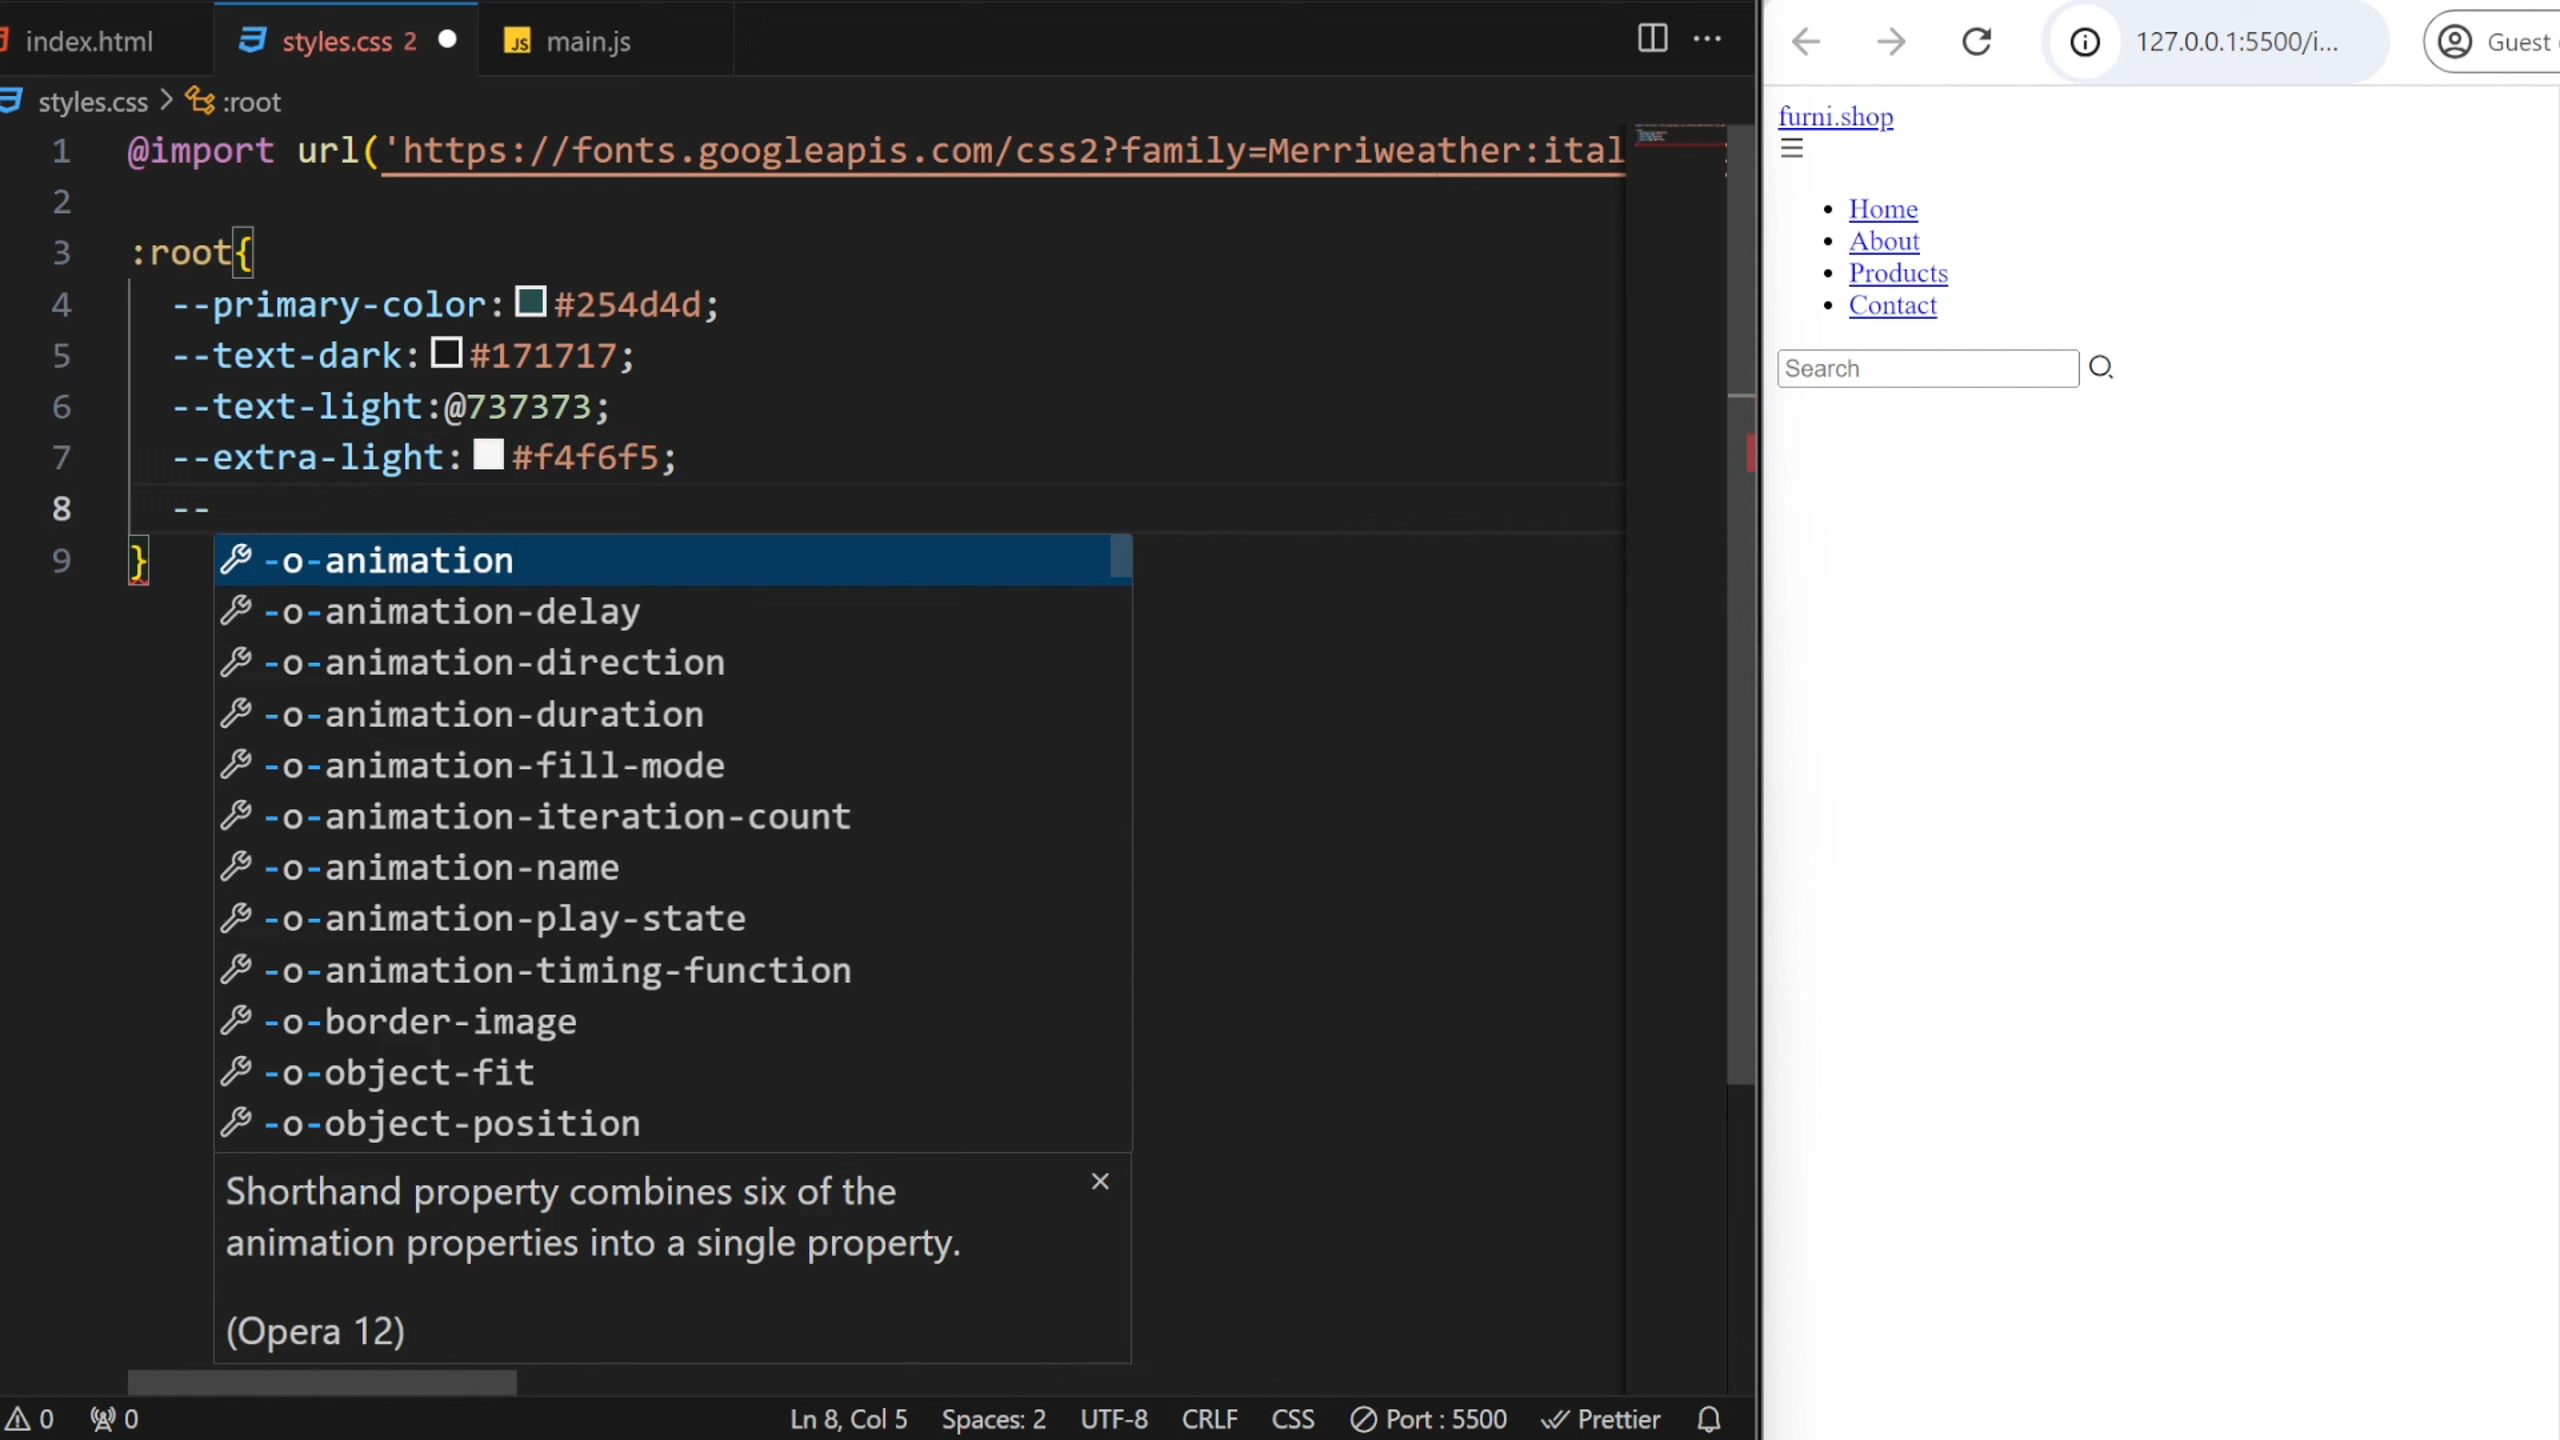 index.html
styles.css 2
main.js
styles.css > :root
1 @import url('https://fonts.googleapis.com/css2?family=Merriweather:ital
2
3 :root{
4 --primary-color: #254d4d;
5 --text-dark: #171717;
6 --text-light:@737373;
7 --extra-light: #f4f6f5;
8 --
9 }
-o-animation
-o-animation-delay
-o-animation-direction
-o-animation-duration
-o-animation-fill-mode
-o-animation-iteration-count
-o-animation-name
-o-animation-play-state
-o-animation-timing-function
-o-border-image
-o-object-fit
-o-object-position
Shorthand property combines six of the
animation properties into a single property.
(Opera 12)
0 0 Ln 8, Col 5 Spaces: 2 UTF-8 CRLF CSS Port : 5500 Prettier
127.0.0.1:5500/i... Guest
furni.shop
Home
About
Products
Contact
Search